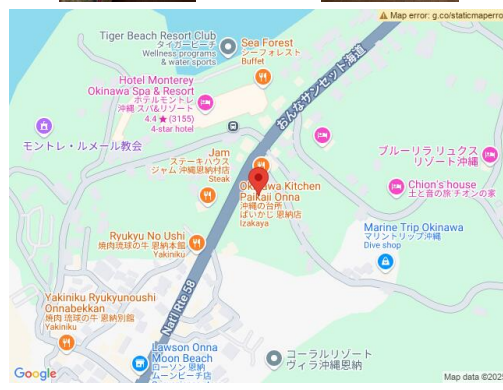 ⚠ Map error: g.co/staticmaperro
Tiger Beach Resort Club
タイガービーチ
Wellness programs
& water sports
Sea Forest
シーフォレスト
Buffet
おんなサンセット海道
Hotel Monterey
Okinawa Spa & Resort
ホテルモントレ
沖縄 スパ&リゾート
4.4 ★ (3155)
4-star hotel
モントレ・ルメール教会
Jam
ステーキハウス
ジャム 沖縄恩納村店
Steak
ブルーリラ リュクス
リゾート沖縄
Okinawa Kitchen
Paikaji Onna
沖縄の台所
ぱいかじ 恩納店
Izakaya
Chion's house
土と音の旅 チオンの家
Ryukyu No Ushi
焼肉琉球の牛 恩納本館
Yakiniku
Marine Trip Okinawa
マリントリップ沖縄
Dive shop
Nat'l Rte 58
Yakiniku Ryukyunoushi
Onnabekkan
焼肉 琉球の牛 恩納別館
Yakiniku
Lawson Onna
Moon Beach
ローソン 恩納
ムーンビーチ店
コーラルリゾート
ヴィラ沖縄恩納
Google
Map data ©202